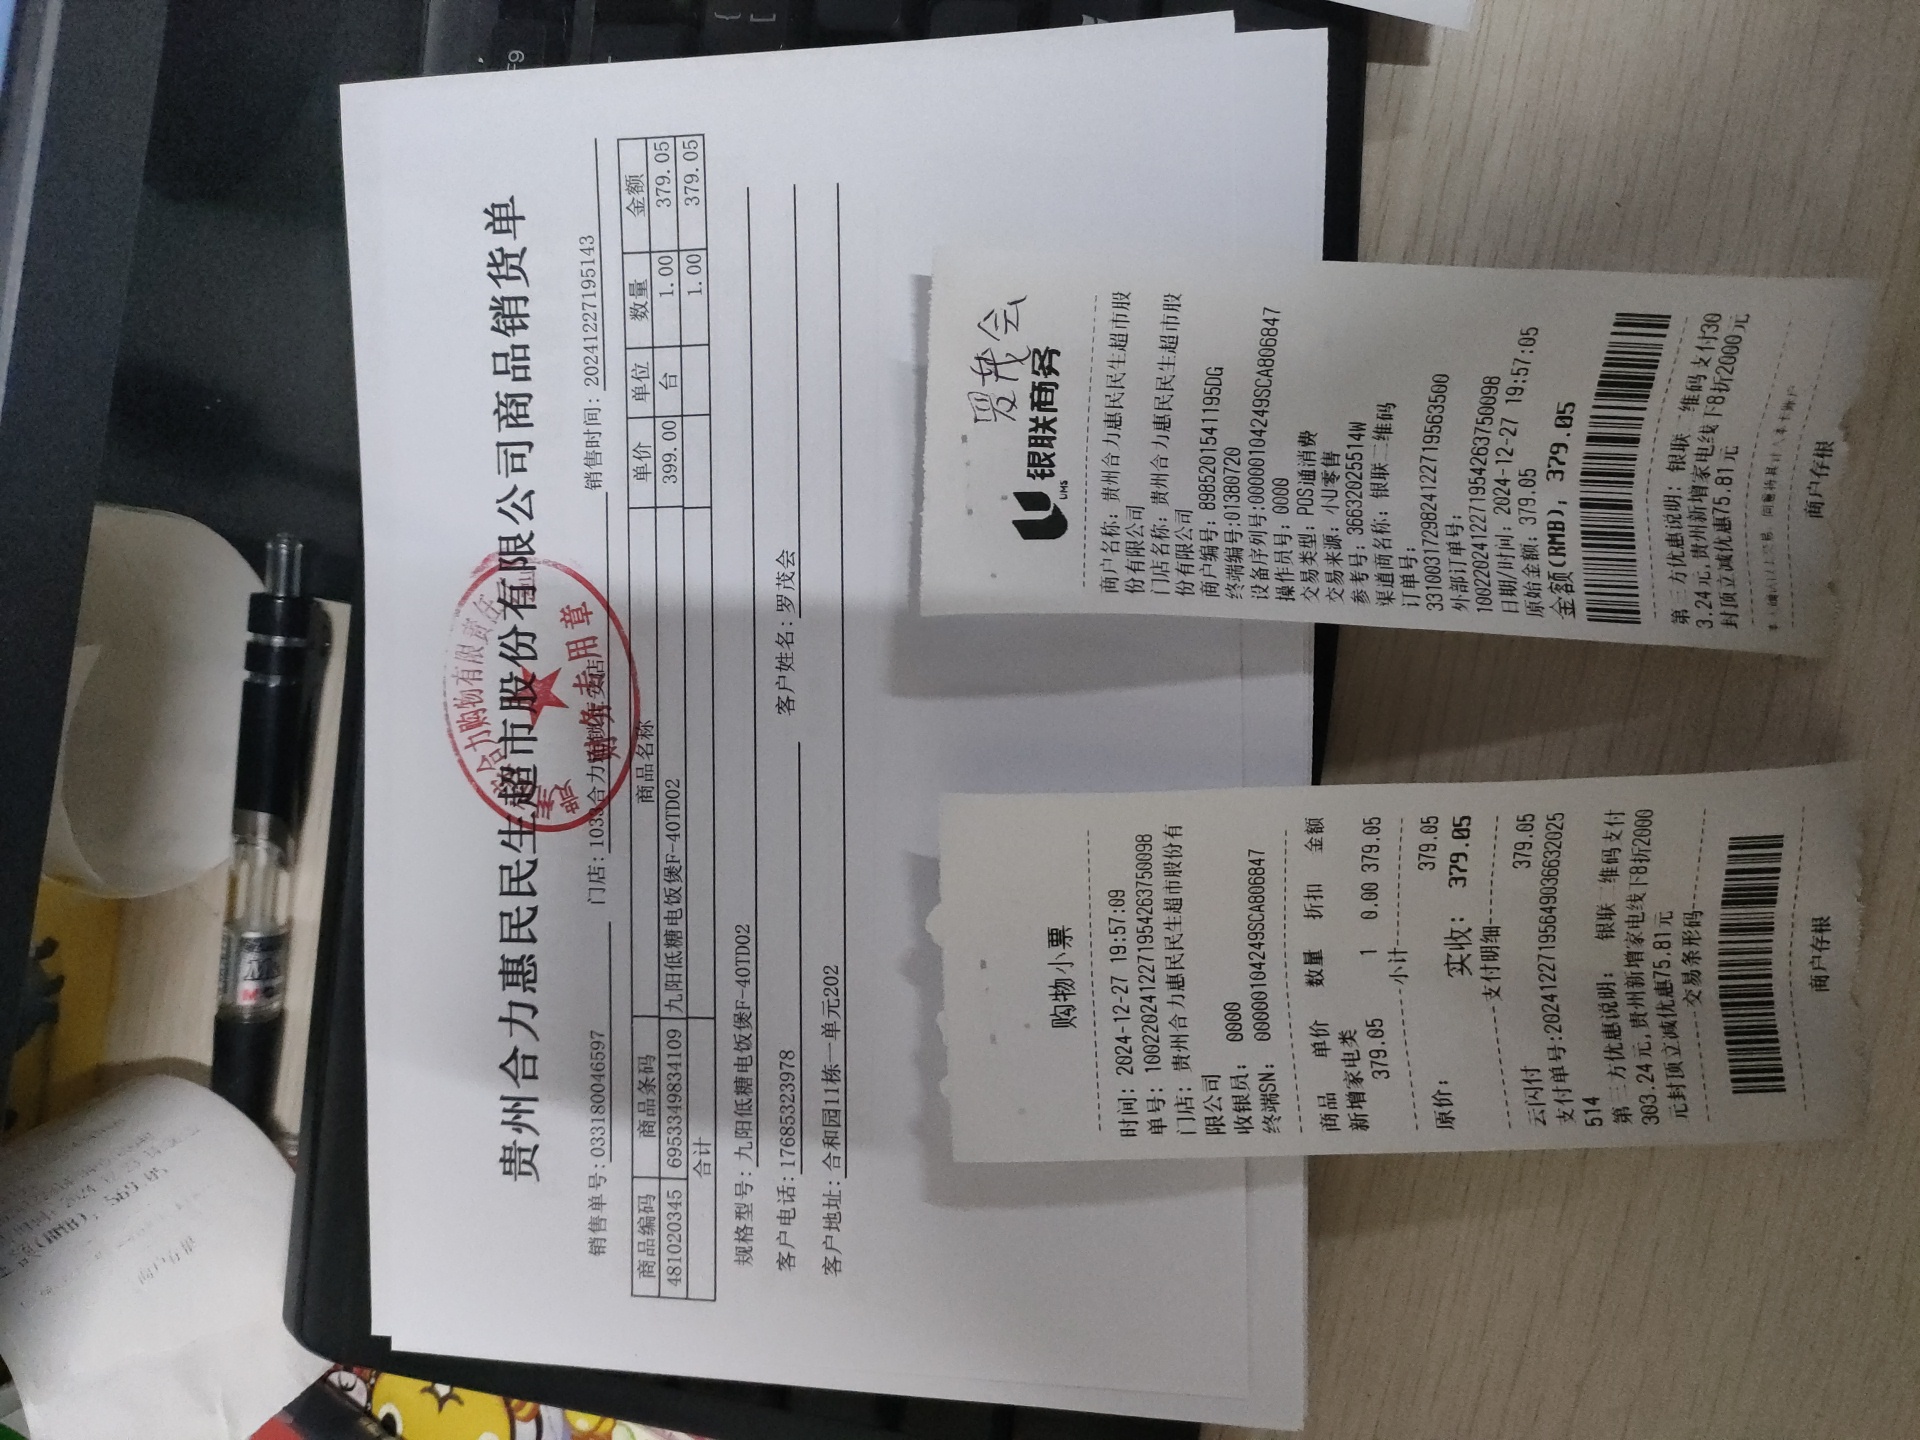 贵州合力惠民民生超市股份有限公司商品销货单
销售单号:033180046597 门店:1033合力 销售时间:20241227195143
商品编码 商品条码 商品名称 单价 单位 数量 金额
481020345 6953349834109 九阳低糖电饭煲F-40TD02 399.00 台 1.00 379.05
合计 1.00 379.05
规格型号:九阳低糖电饭煲F-40TD02
客户电话:17685323978 客户姓名:罗茂会
客户地址:合和园11栋一单元202
合力购物有限责任
财务专用章
购物小票
时间: 2024-12-27 19:57:09
单号: 10022024122719542637500​98
门店: 贵州合力惠民民生超市股份有
限公司
收银员: 0000
终端SN: 00000104249SCA806847
商品 单价 数量 折扣 金额
新增家电类
379.05 1 0.00 379.05
小计
原价: 379.05
实收: 379.05
支付明细
云闪付 379.05
支付单号:20241227195649036632025
514
第三方优惠说明: 银联二维码支付
303.24元,贵州新增家电线下8折2000
元封顶立减优惠75.81元
交易条形码
商户存根
罗茂会
银联商务
UMS
商户名称: 贵州合力惠民民生超市股
份有限公司
门店名称: 贵州合力惠民民生超市股
份有限公司
商户编号: 89852015411195DG
终端编号:01380720
设备序列号:00000104249SCA806847
操作员号: 0000
交易类型: POS通消费
交易来源: 小U零售
参考号: 36632025514W
渠道商名称: 银联二维码
订单号:
33100317298241227195635​00
外部订单号:
1002202412271954263750098
日期/时间: 2024-12-27 19:57:05
原始金额: 379.05
金额(RMB): 379.05
第三方优惠说明: 银联二维码支付30
3.24元,贵州新增家电线下8折2000元
封顶立减优惠75.81元
商户存根